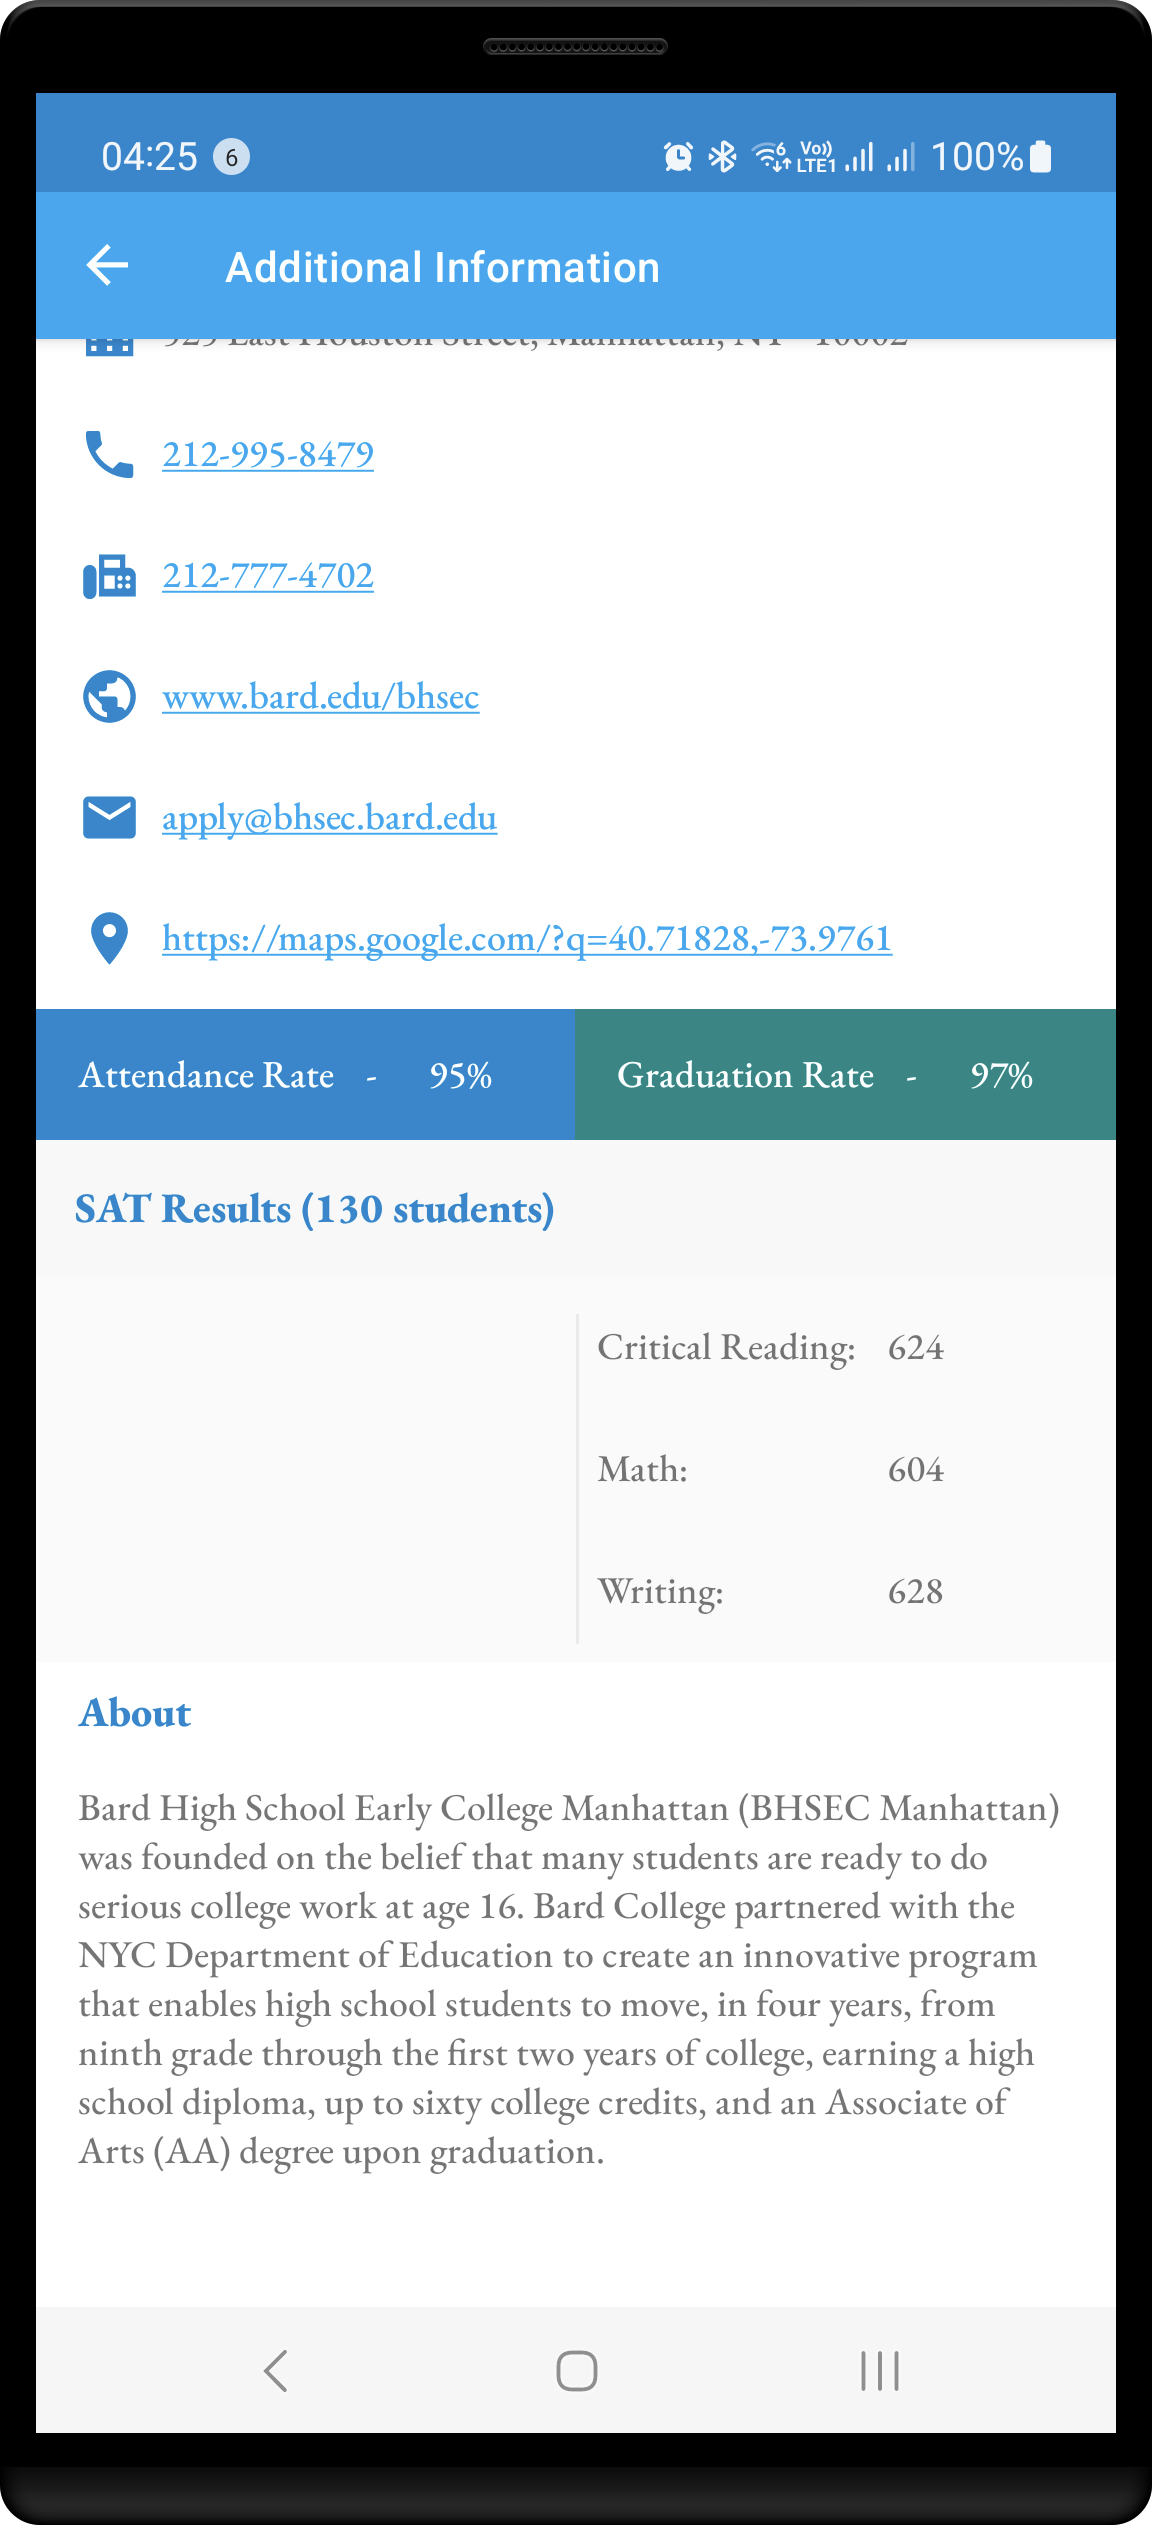 04:25 6 Vo)) LTE1 100%
Additional Information
East Houston Street, Manhattan, NY - 10002
212-995-8479
212-777-4702
www.bard.edu/bhsec
apply@bhsec.bard.edu
https://maps.google.com/?q=40.71828,-73.9761
Attendance Rate - 95% Graduation Rate - 97%
SAT Results (130 students)
Critical Reading: 624
Math: 604
Writing: 628
About
Bard High School Early College Manhattan (BHSEC Manhattan)
was founded on the belief that many students are ready to do
serious college work at age 16. Bard College partnered with the
NYC Department of Education to create an innovative program
that enables high school students to move, in four years, from
ninth grade through the first two years of college, earning a high
school diploma, up to sixty college credits, and an Associate of
Arts (AA) degree upon graduation.